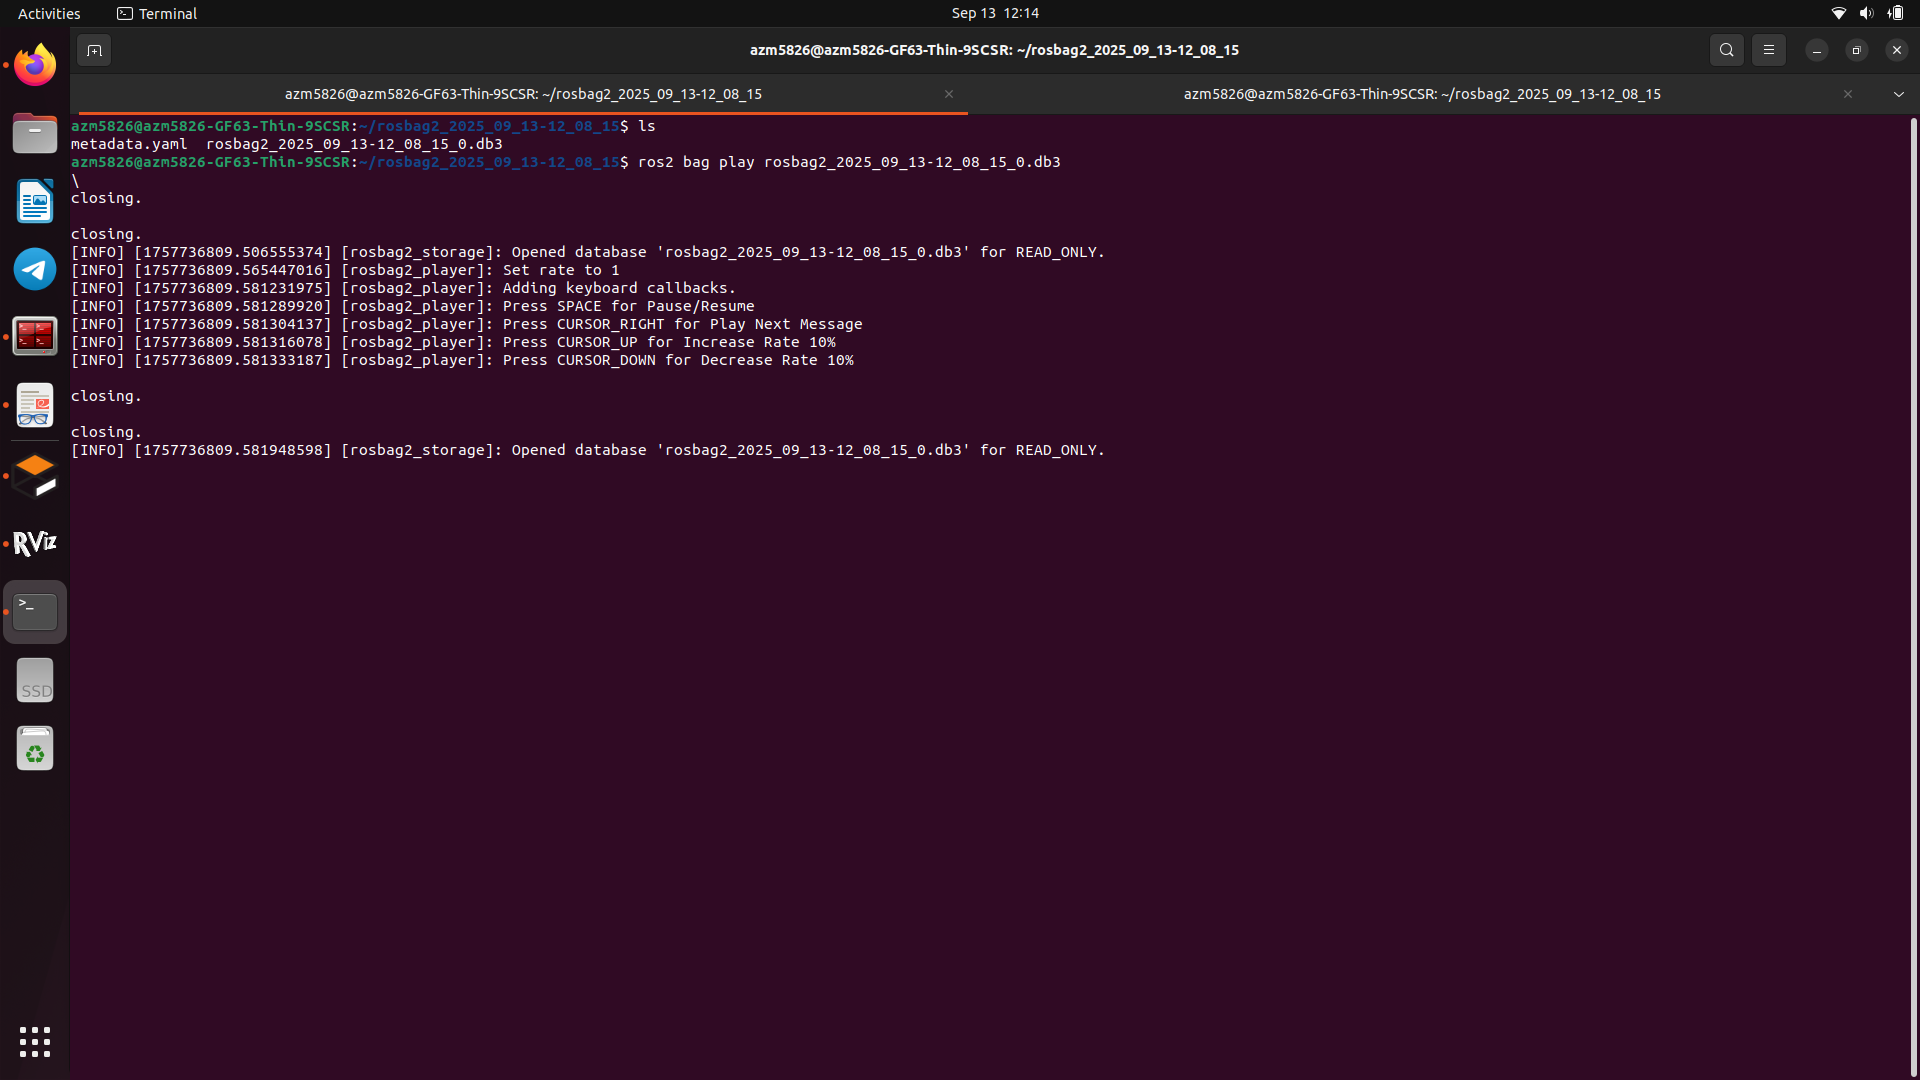 Activities
Terminal
Sep 13 12:14
azm5826@azm5826-GF63-Thin-9SCSR: ~/rosbag2_2025_09_13-12_08_15
azm5826@azm5826-GF63-Thin-9SCSR: ~/rosbag2_2025_09_13-12_08_15
azm5826@azm5826-GF63-Thin-9SCSR: ~/rosbag2_2025_09_13-12_08_15
azm5826@azm5826-GF63-Thin-9SCSR:~/rosbag2_2025_09_13-12_08_15$ ls
metadata.yaml  rosbag2_2025_09_13-12_08_15_0.db3
azm5826@azm5826-GF63-Thin-9SCSR:~/rosbag2_2025_09_13-12_08_15$ ros2 bag play rosbag2_2025_09_13-12_08_15_0.db3
\
closing.
closing.
[INFO] [1757736809.506555374] [rosbag2_storage]: Opened database 'rosbag2_2025_09_13-12_08_15_0.db3' for READ_ONLY.
[INFO] [1757736809.565447016] [rosbag2_player]: Set rate to 1
[INFO] [1757736809.581231975] [rosbag2_player]: Adding keyboard callbacks.
[INFO] [1757736809.581289920] [rosbag2_player]: Press SPACE for Pause/Resume
[INFO] [1757736809.581304137] [rosbag2_player]: Press CURSOR_RIGHT for Play Next Message
[INFO] [1757736809.581316078] [rosbag2_player]: Press CURSOR_UP for Increase Rate 10%
[INFO] [1757736809.581333187] [rosbag2_player]: Press CURSOR_DOWN for Decrease Rate 10%
closing.
closing.
[INFO] [1757736809.581948598] [rosbag2_storage]: Opened database 'rosbag2_2025_09_13-12_08_15_0.db3' for READ_ONLY.
RViz
>_
SSD